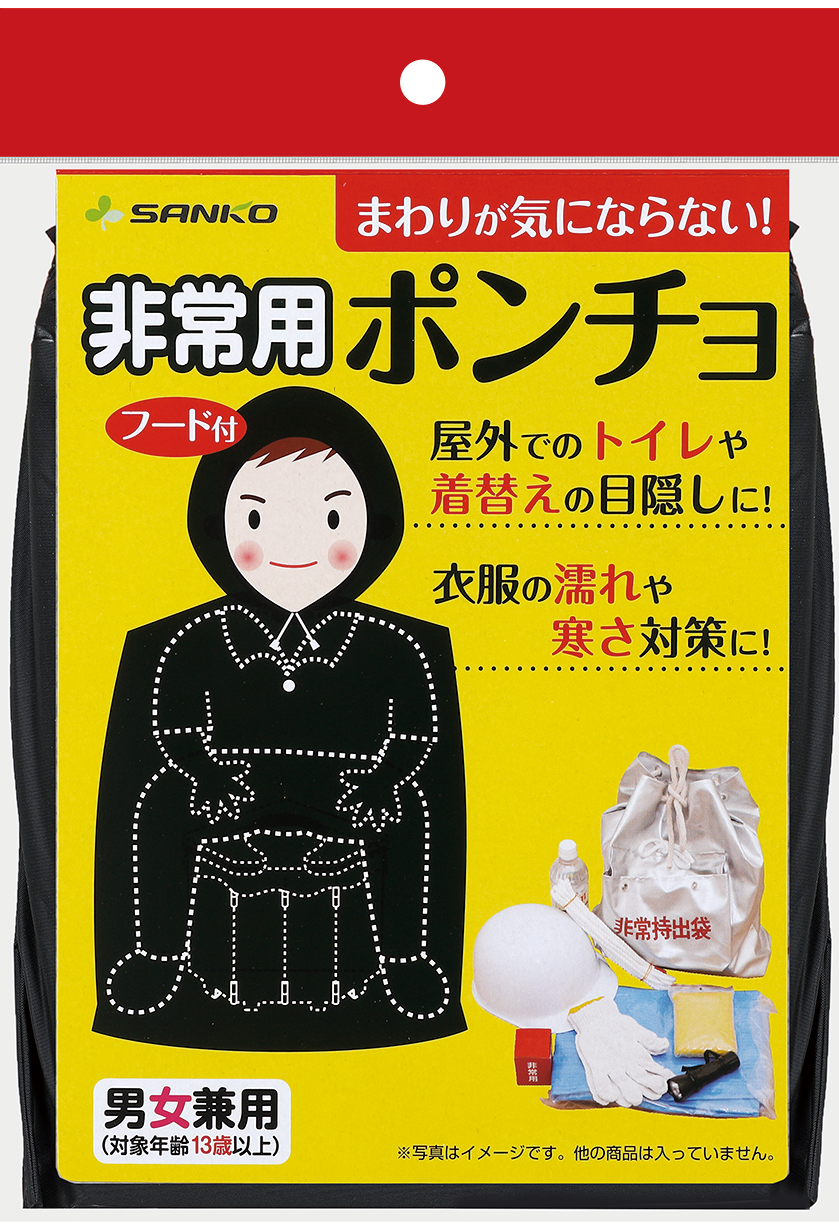 SANKO
まわりが気にならない!
非常用ポンチョ
フード付
屋外でのトイレや
着替えの目隠しに!
衣服の濡れや
寒さ対策に!
非常持出袋
非常用
男女兼用
(対象年齢13歳以上)
※写真はイメージです。他の商品は入っていません。